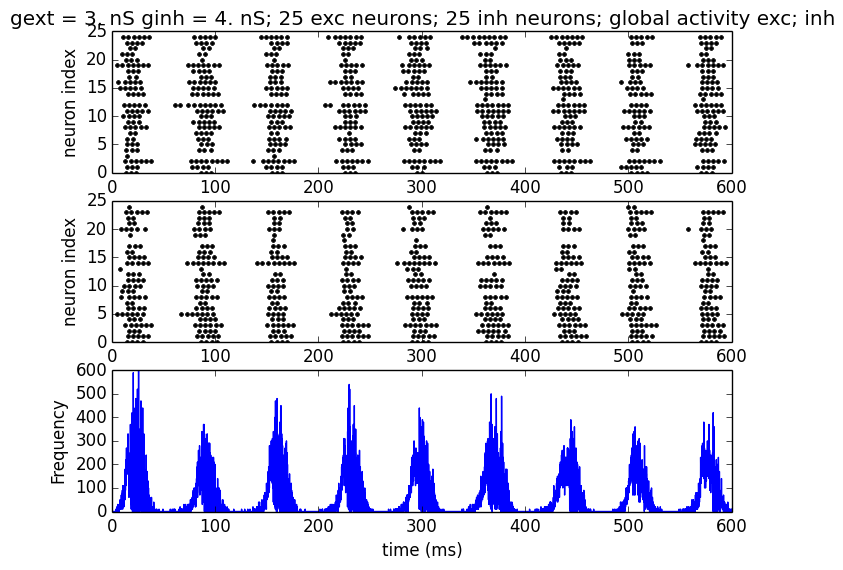 gext = 3. nS ginh = 4. nS; 25 exc neurons; 25 inh neurons; global activity exc; inh
25
20
15
10
5
0
neuron index
0 100 200 300 400 500 600
25
20
15
10
5
0
neuron index
0 100 200 300 400 500 600
600
500
400
300
200
100
0
Frequency
0 100 200 300 400 500 600
time (ms)